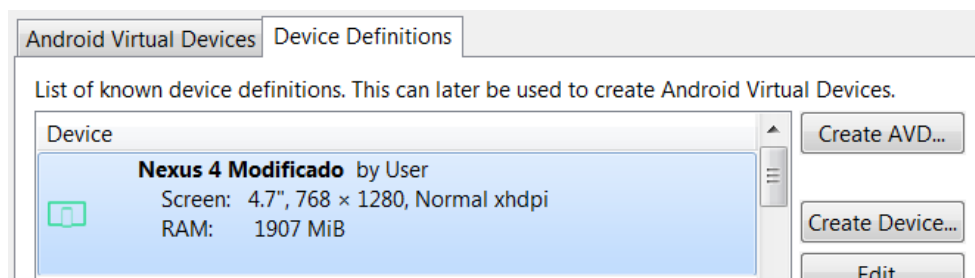 Android Virtual Devices Device Definitions
List of known device definitions. This can later be used to create Android Virtual Devices.
Device
Create AVD...
Nexus 4 Modificado by User
Screen: 4.7", 768 × 1280, Normal xhdpi
RAM: 1907 MiB
Create Device...
Edit